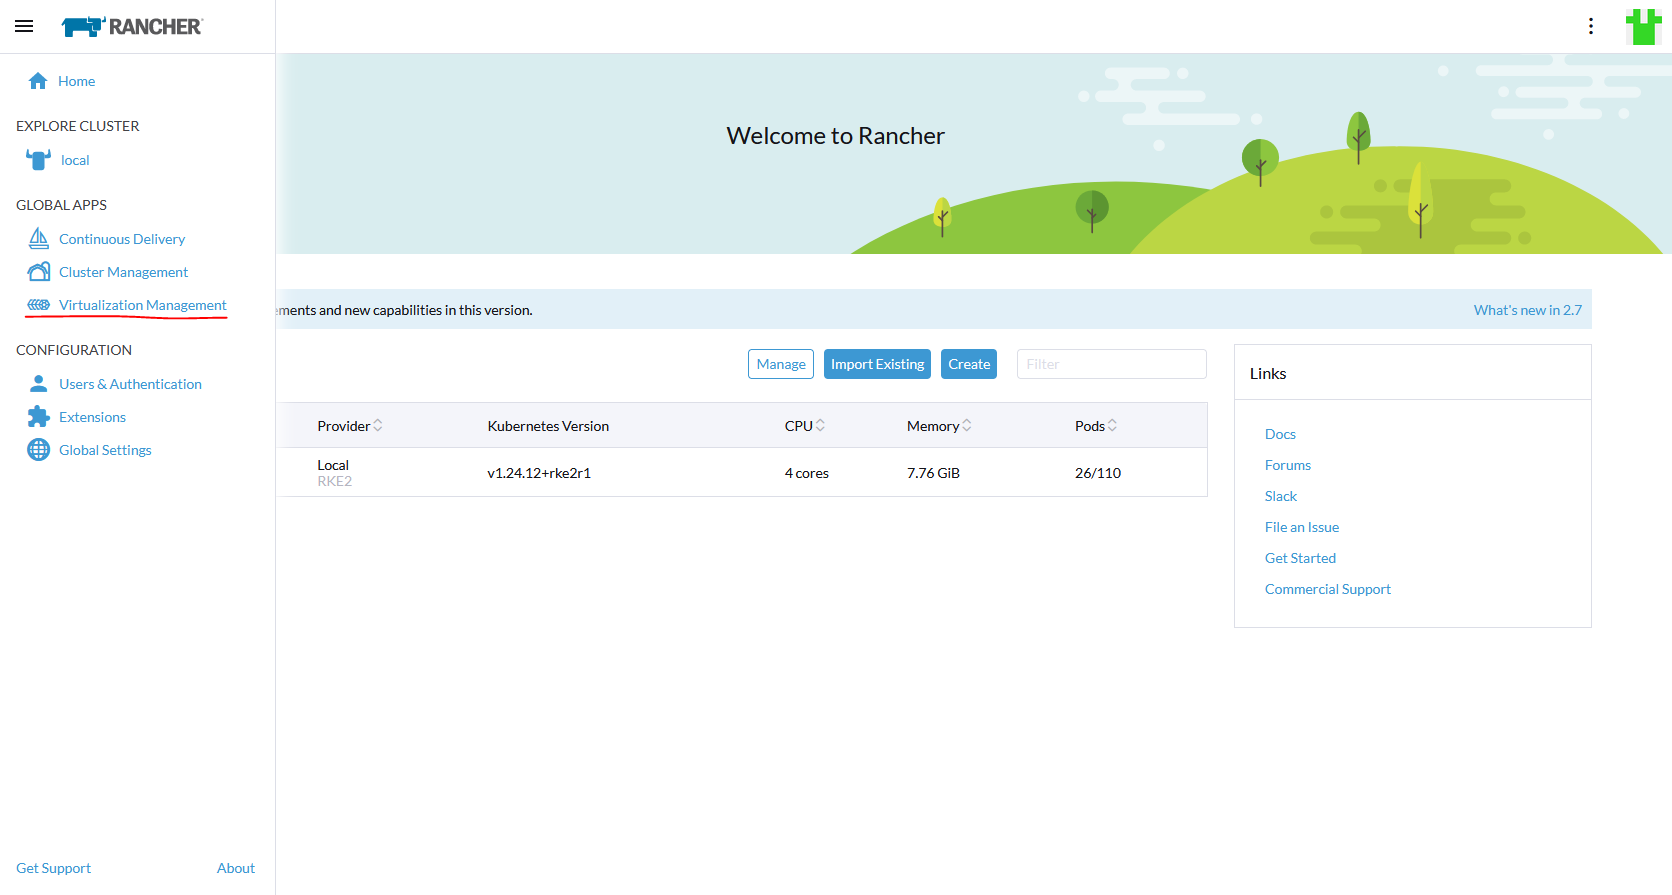 RANCHER
Home
EXPLORE CLUSTER
local
GLOBAL APPS
Continuous Delivery
Cluster Management
Virtualization Management
CONFIGURATION
Users & Authentication
Extensions
Global Settings
Get Support
About
Welcome to Rancher
and new capabilities in this version.
What's new in 2.7
Manage
Import Existing
Create
Filter
Provider
Kubernetes Version
CPU
Memory
Pods
Local
RKE2
v1.24.12+rke2r1
4 cores
7.76 GiB
26/110
Links
Docs
Forums
Slack
File an Issue
Get Started
Commercial Support